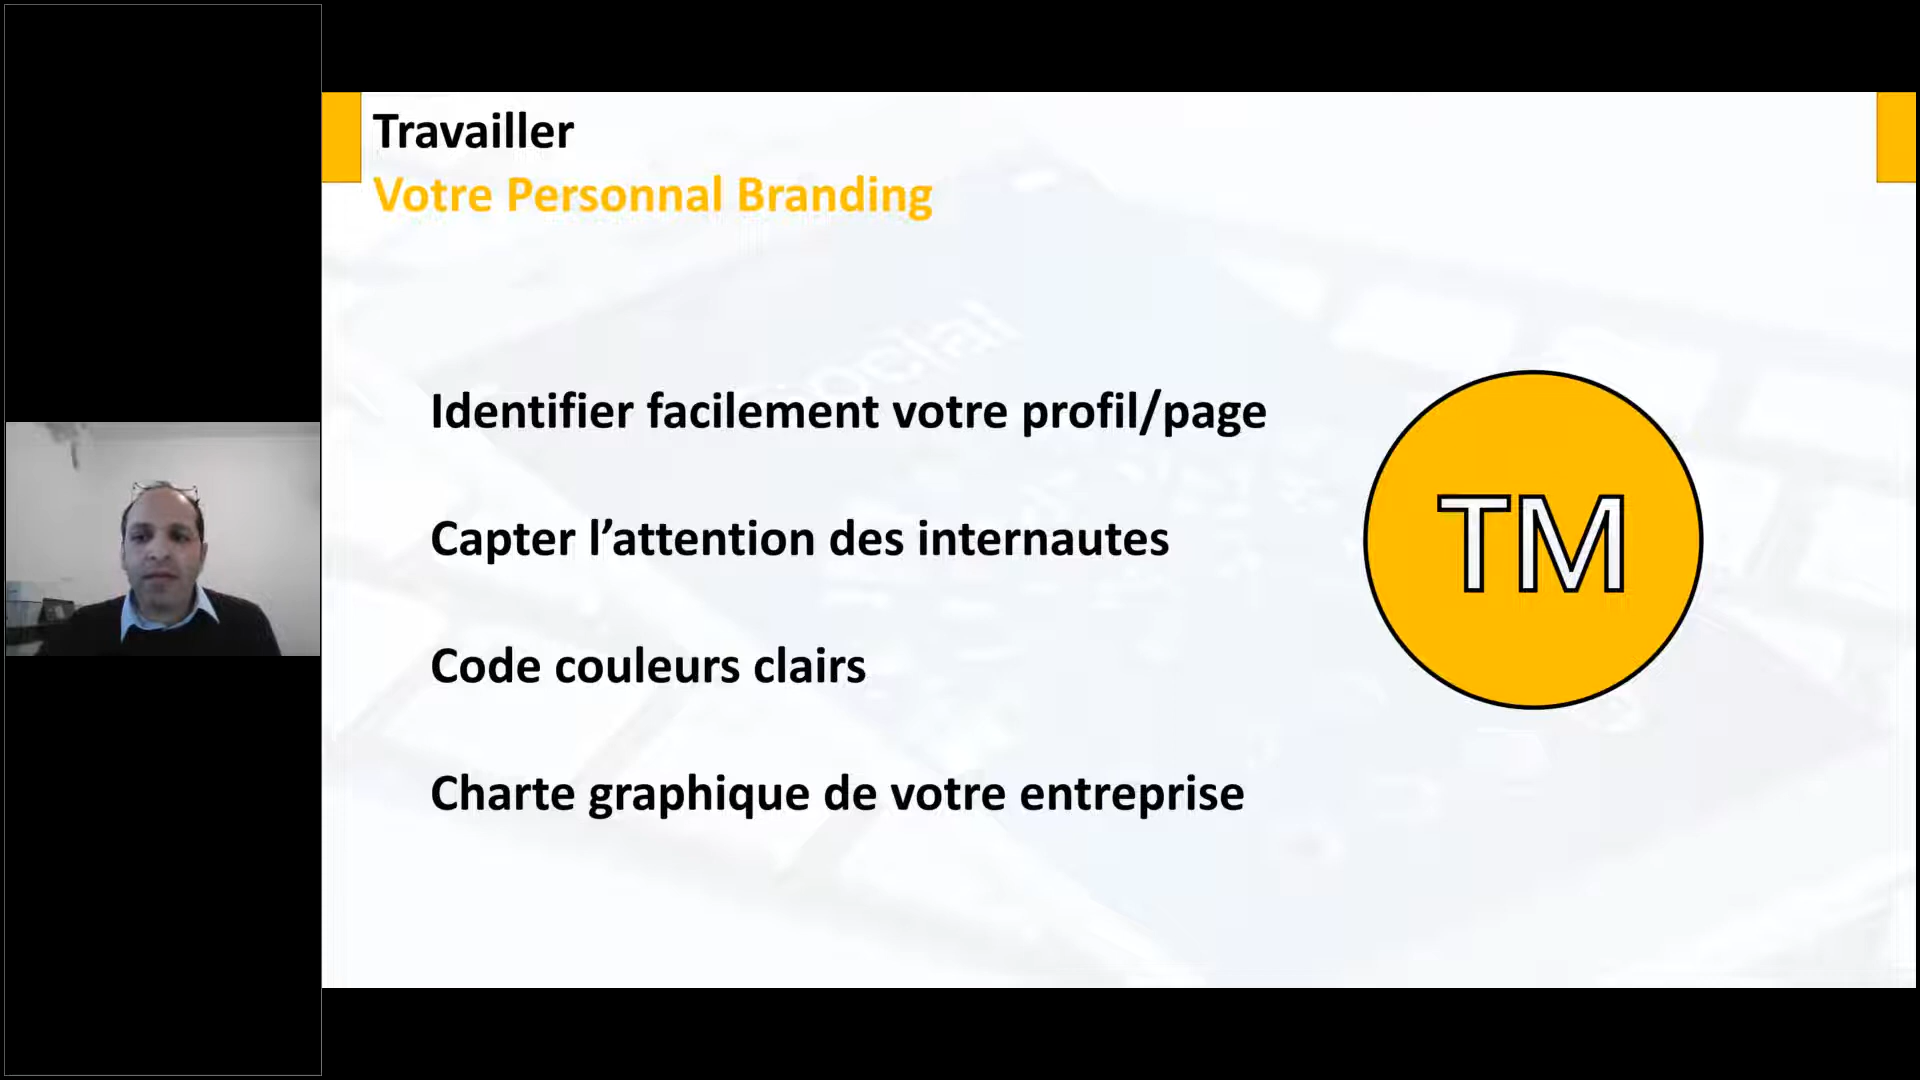 Travailler
Votre Personnal Branding
social
Identifier facilement votre profil/page
Capter l’attention des internautes
TM
Code couleurs clairs
Charte graphique de votre entreprise